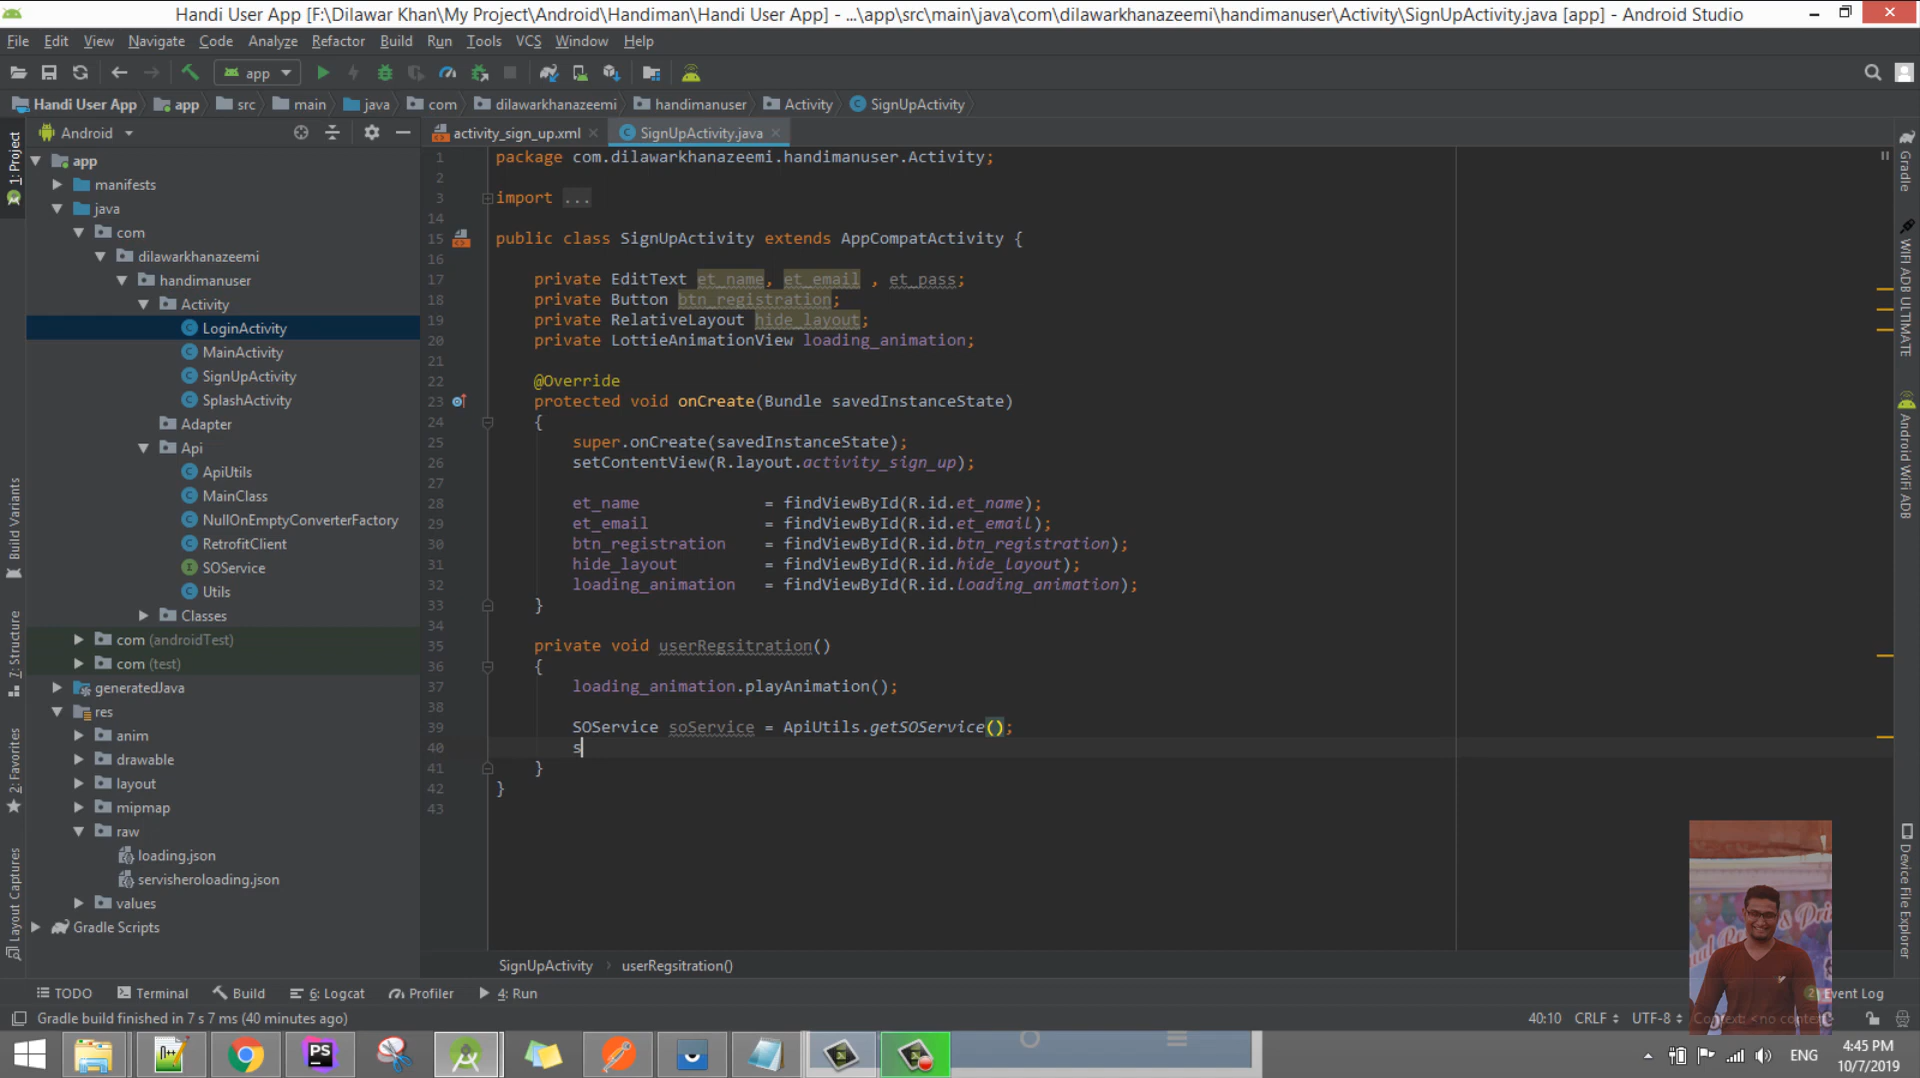 Handi User App [F:\Dilawar Khan\My Project\Android\Handiman\Handi User App] - ...\app\src\main\java\com\dilawarkhanazeemi\handimanuser\Activity\SignUpActivity.java [app] - Android Studio
File Edit View Navigate Code Analyze Refactor Build Run Tools VCS Window Help
app
Handi User App app src main java com dilawarkhanazeemi handimanuser Activity SignUpActivity
Android
activity_sign_up.xml SignUpActivity.java
1: Project
Build Variants
7: Structure
2: Favorites
Layout Captures
app
manifests
java
com
dilawarkhanazeemi
handimanuser
Activity
LoginActivity
MainActivity
SignUpActivity
SplashActivity
Adapter
Api
ApiUtils
MainClass
NullOnEmptyConverterFactory
RetrofitClient
SOService
Utils
Classes
com (androidTest)
com (test)
generatedJava
res
anim
drawable
layout
mipmap
raw
loading.json
servisheroloading.json
values
Gradle Scripts
1 package com.dilawarkhanazeemi.handimanuser.Activity;
2
3 import ...
14
15 public class SignUpActivity extends AppCompatActivity {
16
17 private EditText et_name, et_email , et_pass;
18 private Button btn_registration;
19 private RelativeLayout hide_layout;
20 private LottieAnimationView loading_animation;
21
22 @Override
23 protected void onCreate(Bundle savedInstanceState)
24 {
25 super.onCreate(savedInstanceState);
26 setContentView(R.layout.activity_sign_up);
27
28 et_name = findViewById(R.id.et_name);
29 et_email = findViewById(R.id.et_email);
30 btn_registration = findViewById(R.id.btn_registration);
31 hide_layout = findViewById(R.id.hide_layout);
32 loading_animation = findViewById(R.id.loading_animation);
33 }
34
35 private void userRegsitration()
36 {
37 loading_animation.playAnimation();
38
39 SOService soService = ApiUtils.getSOService();
40 s
41 }
42 }
43
Gradle
WIFI ADB ULTIMATE
Android WiFi ADB
Device File Explorer
SignUpActivity userRegsitration()
TODO Terminal Build 6: Logcat Profiler 4: Run
2 Event Log
Gradle build finished in 7 s 7 ms (40 minutes ago)
40:10 CRLF UTF-8 Context: <no context>
PS
ENG
4:45 PM
10/7/2019